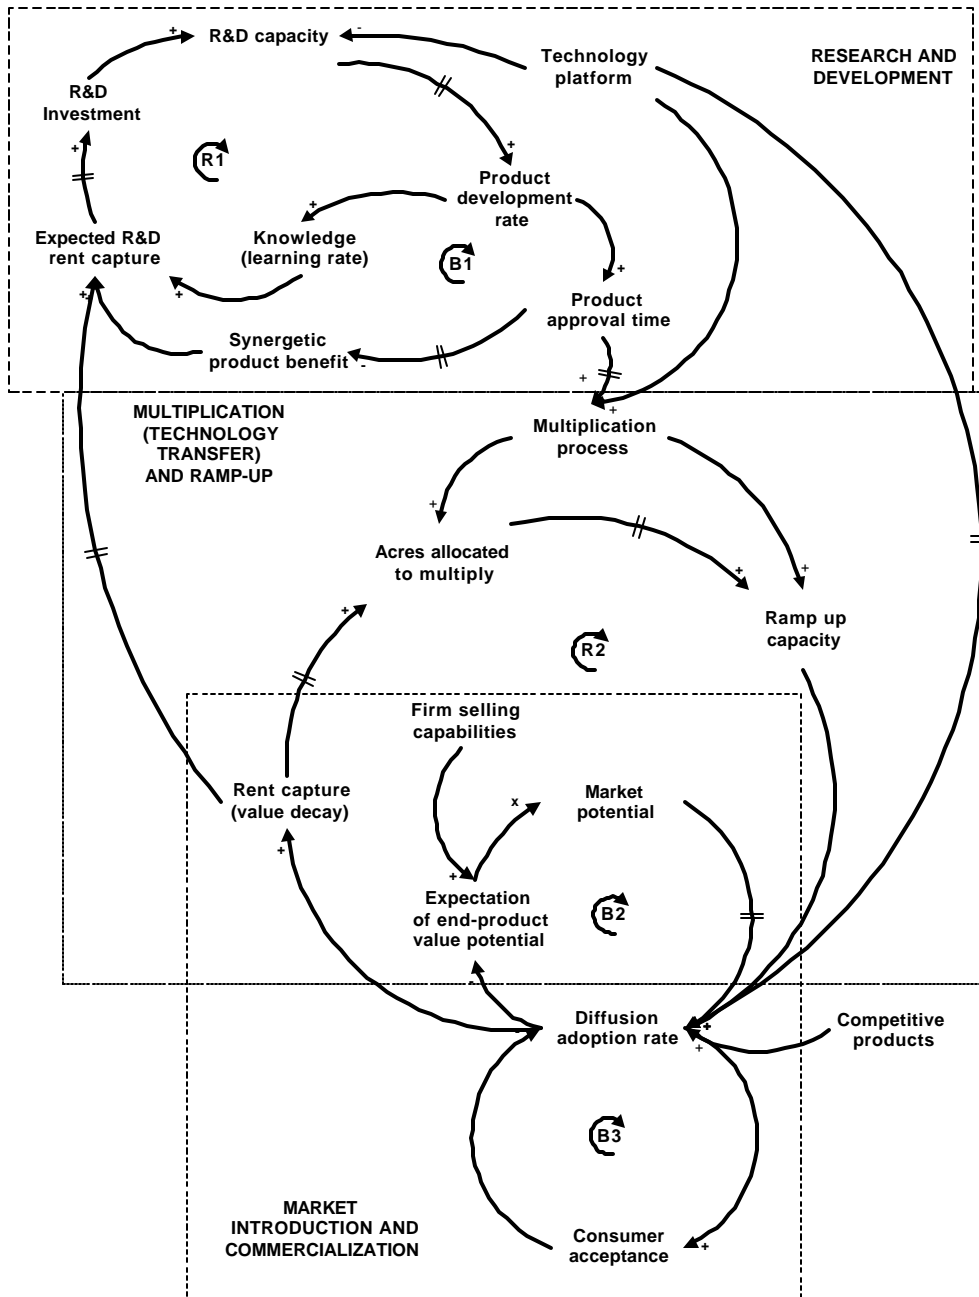 R&D capacity
Technology
platform
RESEARCH AND
DEVELOPMENT
R&D
Investment
R1
Product
development
rate
Expected R&D
rent capture
Knowledge
(learning rate)
B1
Product
approval time
Synergetic
product benefit
MULTIPLICATION
(TECHNOLOGY
TRANSFER)
AND RAMP-UP
Multiplication
process
Acres allocated
to multiply
Ramp up
capacity
R2
Firm selling
capabilities
Rent capture
(value decay)
Market
potential
x
Expectation
of end-product
value potential
B2
Diffusion
adoption rate
Competitive
products
B3
MARKET
INTRODUCTION AND
COMMERCIALIZATION
Consumer
acceptance